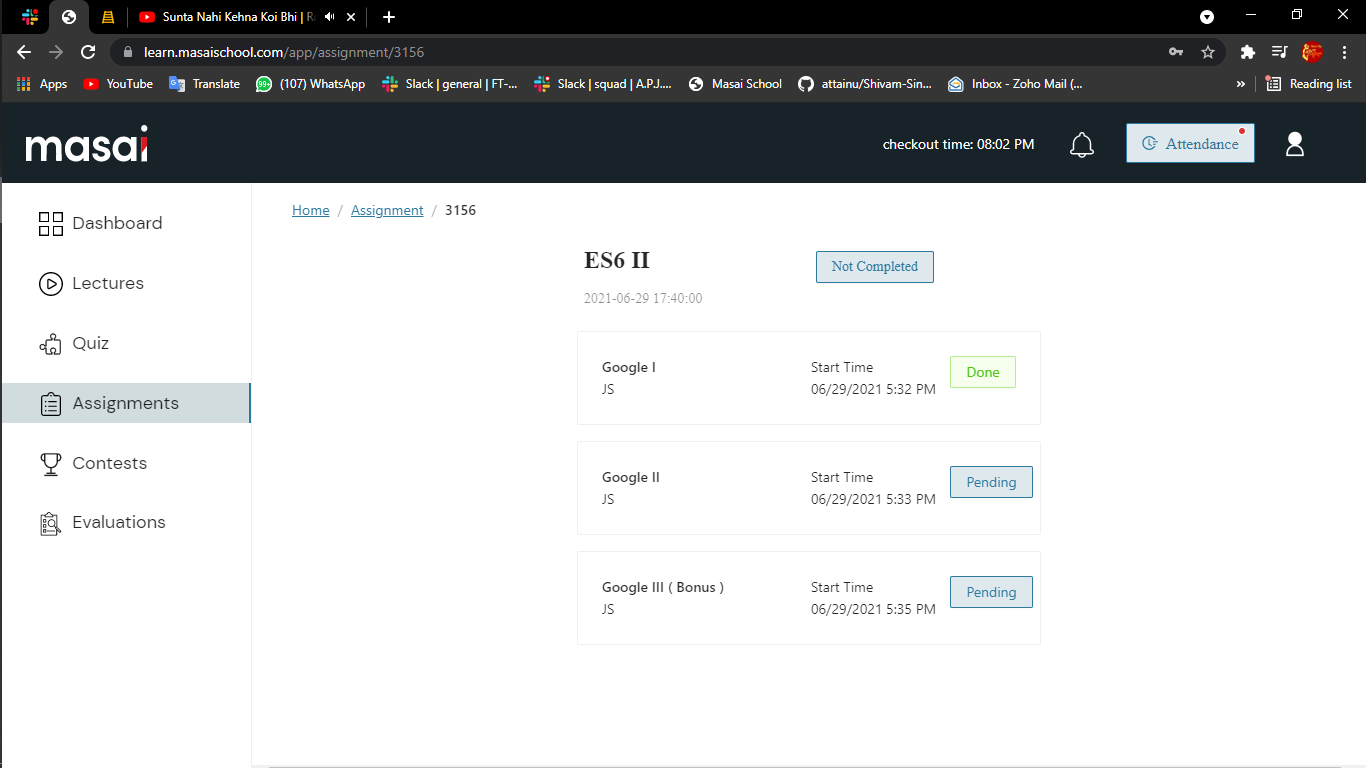 Sunta Nahi Kehna Koi Bhi |
learn.masaischool.com/app/assignment/3156
Apps YouTube Translate 99+ (107) WhatsApp Slack | general | FT-... Slack | squad | A.P.J.... Masai School attainu/Shivam-Sin... Inbox - Zoho Mail (... » Reading list
masai
checkout time: 08:02 PM
Attendance
Dashboard
Lectures
Quiz
Assignments
Contests
Evaluations
Home / Assignment / 3156
ES6 II
Not Completed
2021-06-29 17:40:00
Google I
JS
Start Time
06/29/2021 5:32 PM
Done
Google II
JS
Start Time
06/29/2021 5:33 PM
Pending
Google III ( Bonus )
JS
Start Time
06/29/2021 5:35 PM
Pending